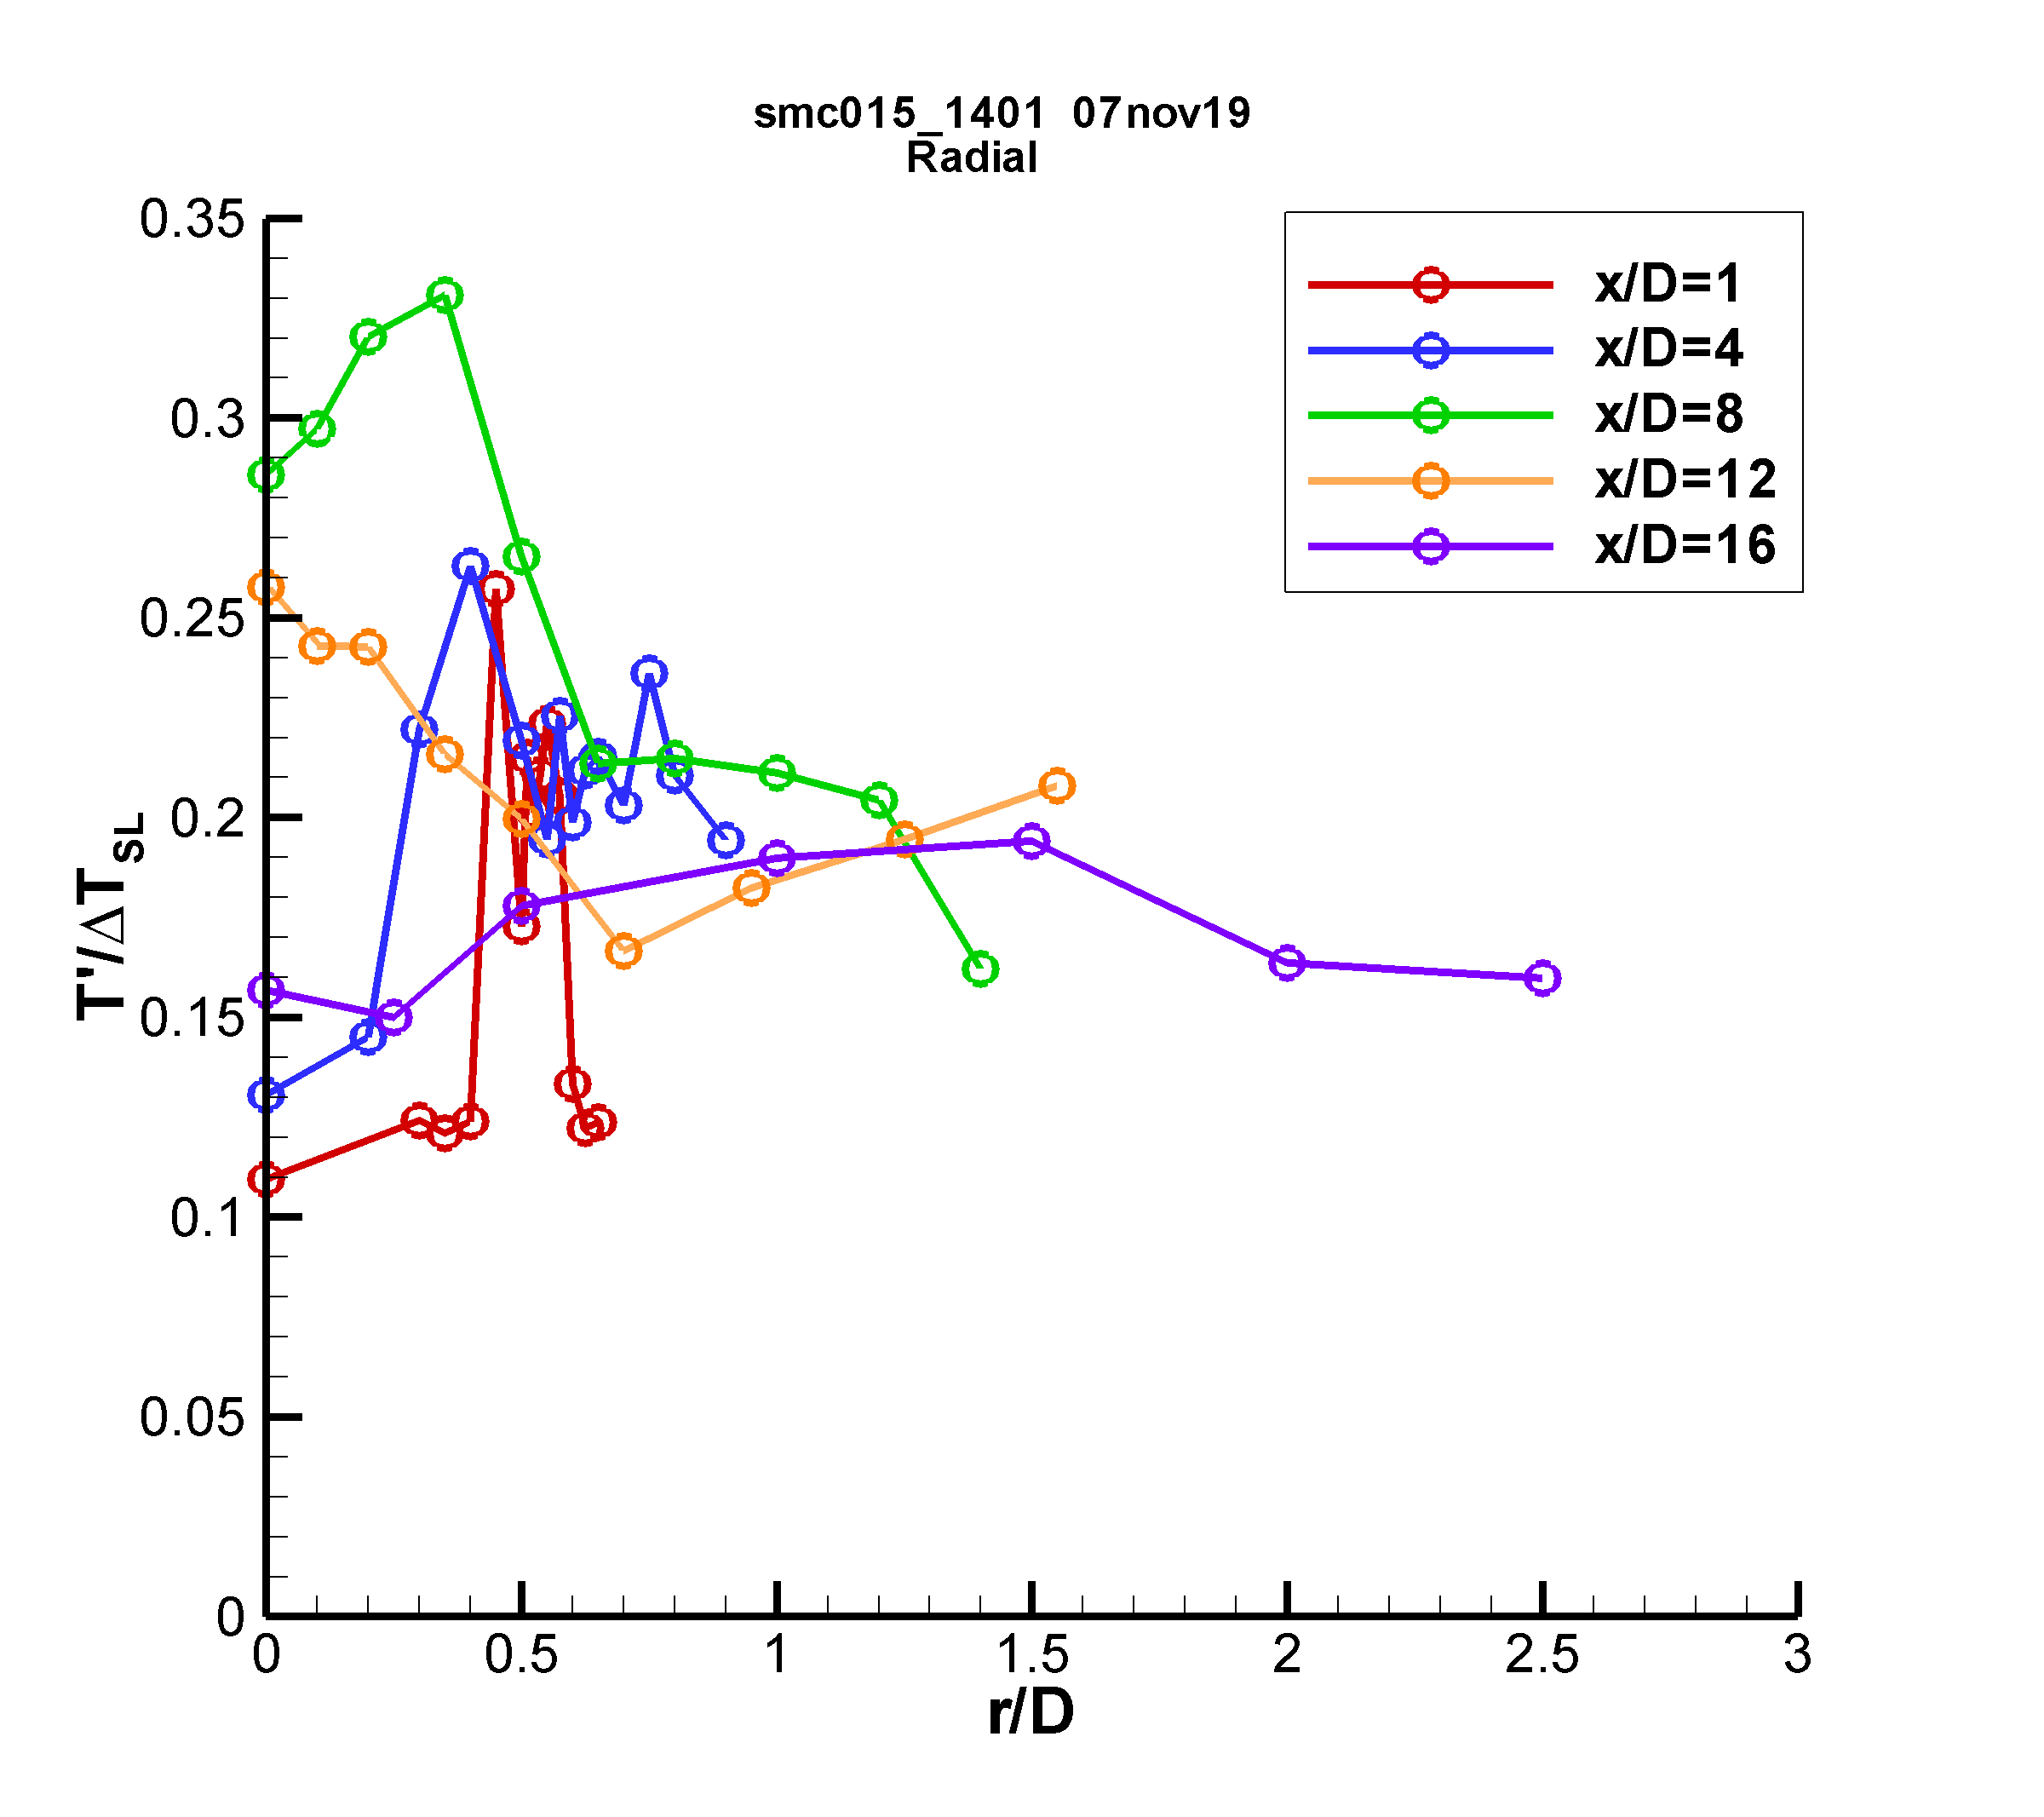 smc015_1401 07nov19
Radial
0.35
0.3
0.25
0.2
0.15
0.1
0.05
0
T'/ΔTSL
x/D=1
x/D=4
x/D=8
x/D=12
x/D=16
0 0.5 1 1.5 2 2.5 3
r/D